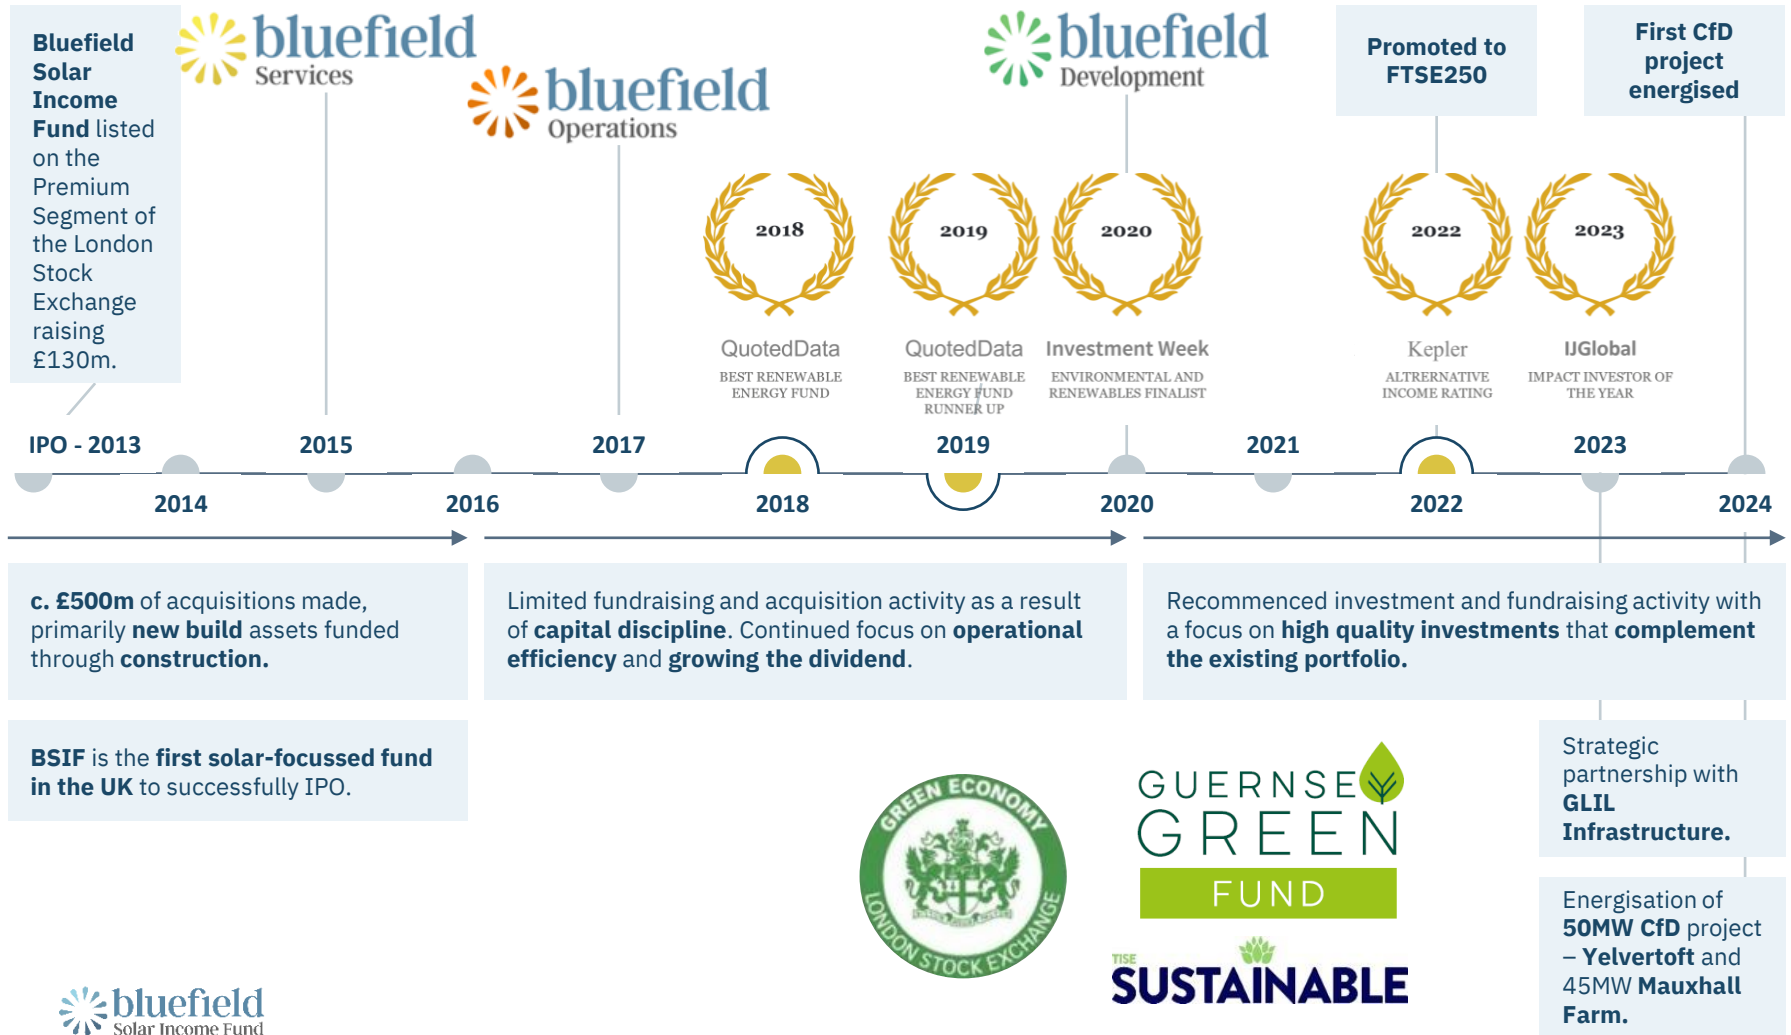 Bluefield
Solar
Income
Fund listed
on the
Premium
Segment of
the London
Stock
Exchange
raising
£130m.
bluefield
Services
bluefield
Operations
bluefield
Development
Promoted to
FTSE250
First CfD
project
energised
2018
QuotedData
BEST RENEWABLE
ENERGY FUND
2019
QuotedData
BEST RENEWABLE
ENERGY FUND
RUNNER UP
2020
Investment Week
ENVIRONMENTAL AND
RENEWABLES FINALIST
2022
Kepler
ALTRERNATIVE
INCOME RATING
2023
IJGlobal
IMPACT INVESTOR OF
THE YEAR
IPO - 2013
2014
2015
2016
2017
2018
2019
2020
2021
2022
2023
2024
c. £500m of acquisitions made,
primarily new build assets funded
through construction.
Limited fundraising and acquisition activity as a result
of capital discipline. Continued focus on operational
efficiency and growing the dividend.
Recommenced investment and fundraising activity with
a focus on high quality investments that complement
the existing portfolio.
BSIF is the first solar-focussed fund
in the UK to successfully IPO.
GREEN ECONOMY
LONDON STOCK EXCHANGE
GUERNSE
GREEN
FUND
TISE
SUSTAINABLE
Strategic
partnership with
GLIL
Infrastructure.
Energisation of
50MW CfD project
– Yelvertoft and
45MW Mauxhall
Farm.
bluefield
Solar Income Fund